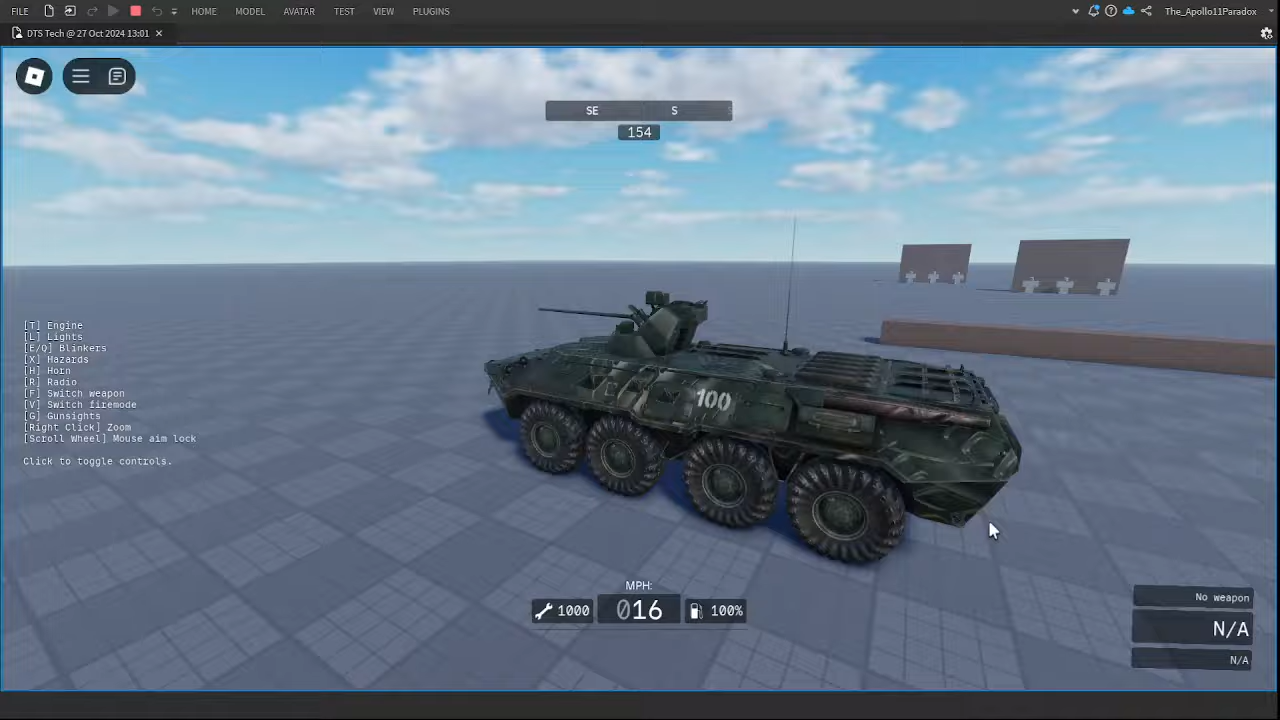 FILE HOME MODEL AVATAR TEST VIEW PLUGINS The_Apollo11Paradox
DTS Tech @ 27 Oct 2024 13:01
SE S
154
[T] Engine
[L] Lights
[E/Q] Blinkers
[X] Hazards
[H] Horn
[R] Radio
[F] Switch weapon
[V] Switch firemode
[G] Gunsights
[Right Click] Zoom
[Scroll Wheel] Mouse aim lock
Click to toggle controls.
100
MPH:
1000 016 100%
No weapon
N/A
N/A